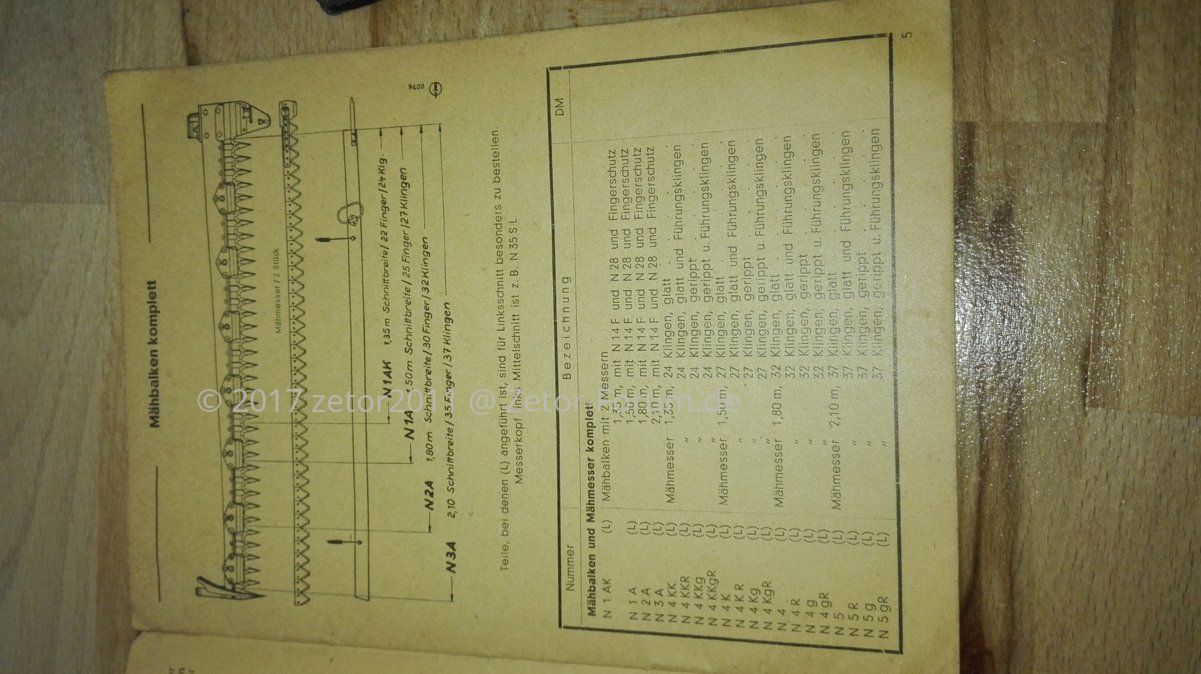 Mähbalken komplett
0076
Mähmesser / 2 Stück
N1AK 1,35 m Schnittbreite / 22 Finger / 24 Klg.
N1A 1,50 m Schnittbreite / 25 Finger / 27 Klingen
N2A 1,80 m Schnittbreite / 30 Finger / 32 Klingen
N3A 2,10 Schnittbreite / 35 Finger / 37 Klingen
Teile, bei denen (L) angeführt ist, sind für Linksschnitt besonders zu bestellen.
Messerkopf links Mittelschnitt ist z. B. N 35 S L
Nummer Bezeichnung DM
Mähbalken und Mähmesser komplett
N 1 AK (L) Mähbalken mit 2 Messern
1,35 m, mit N 14 F und N 28 und Fingerschutz
N 1 A (L) 1,50 m, mit N 14 F und N 28 und Fingerschutz
N 2 A (L) 1,80 m, mit N 14 F und N 28 und Fingerschutz
N 3 A (L) 2,10 m, mit N 14 F und N 28 und Fingerschutz
N 4 KK (L) Mähmesser 1,35 m, 24 Klingen, glatt . . . .
N 4 KKR (L) „ 24 Klingen, glatt und Führungsklingen
N 4 KKg (L) „ 24 Klingen, gerippt . . . .
N 4 KKgR (L) „ 24 Klingen, gerippt u. Führungsklingen
N 4 K (L) Mähmesser 1,50 m, 27 Klingen, glatt . . . .
N 4 K R (L) „ 27 Klingen, glatt und Führungsklingen
N 4 Kg (L) „ 27 Klingen, gerippt . . . .
N 4 KgR (L) „ 27 Klingen, gerippt u. Führungsklingen
N 4 (L) Mähmesser 1,80 m, 32 Klingen, glatt . . . .
N 4 R (L) „ 32 Klingen, glatt und Führungsklingen
N 4 g (L) „ 32 Klingen, gerippt . . . .
N 4 gR (L) „ 32 Klingen, gerippt u. Führungsklingen
N 5 (L) Mähmesser 2,10 m, 37 Klingen, glatt . . . .
N 5 R (L) „ 37 Klingen, glatt und Führungsklingen
N 5 g (L) „ 37 Klingen, gerippt . . . .
N 5 gR (L) „ 37 Klingen, gerippt u. Führungsklingen
5
© 2017 zetor20